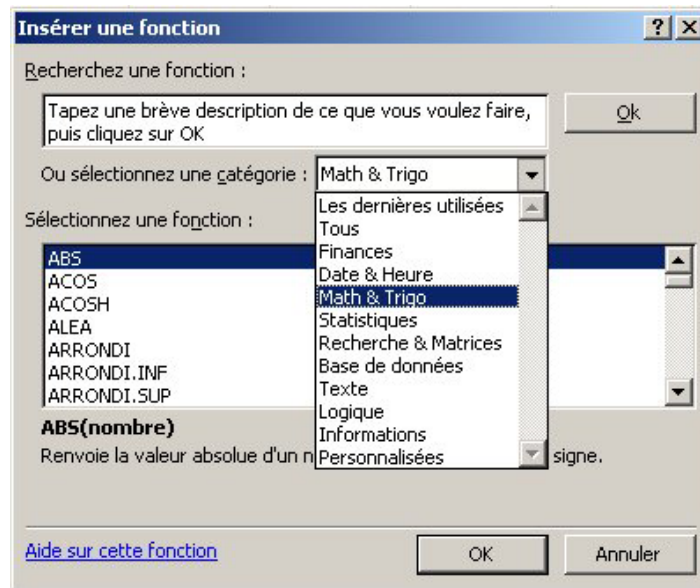 Insérer une fonction
Recherchez une fonction :
Tapez une brève description de ce que vous voulez faire,
puis cliquez sur OK
Ok
Ou sélectionnez une catégorie :
Math & Trigo
Les dernières utilisées
Tous
Finances
Date & Heure
Math & Trigo
Statistiques
Recherche & Matrices
Base de données
Texte
Logique
Informations
Personnalisées
Sélectionnez une fonction :
ABS
ACOS
ACOSH
ALEA
ARRONDI
ARRONDI.INF
ARRONDI.SUP
ABS(nombre)
Renvoie la valeur absolue d'un n signe.
Aide sur cette fonction
OK
Annuler